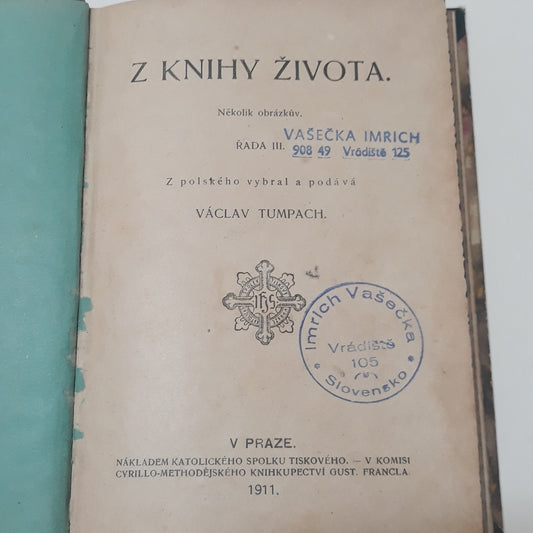 Z KNIHY ŽIVOTA.
Několik obrázkův.
ŘADA III.
VAŠEČKA IMRICH
908 49 Vrádiště 125
Z polského vybral a podává
VÁCLAV TUMPACH.
IHS
Imrich Vašečka
Vrádiště
105
Slovensko
V PRAZE.
NÁKLADEM KATOLICKÉHO SPOLKU TISKOVÉHO. — V KOMISI
CYRILLO-METHODĚJSKÉHO KNIHKUPECTVÍ GUST. FRANCLA.
1911.